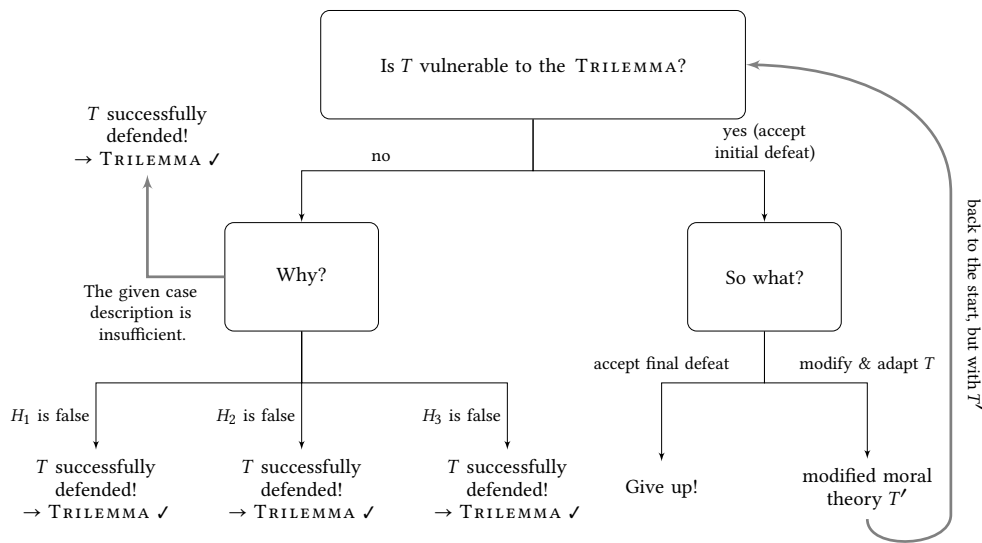 Is T vulnerable to the TRILEMMA?
T successfully
defended!
→ TRILEMMA ✓
no
yes (accept
initial defeat)
Why?
The given case
description is
insufficient.
So what?
back to the start, but with T′
accept final defeat
modify & adapt T
H₁ is false
H₂ is false
H₃ is false
T successfully
defended!
→ TRILEMMA ✓
T successfully
defended!
→ TRILEMMA ✓
T successfully
defended!
→ TRILEMMA ✓
Give up!
modified moral
theory T′